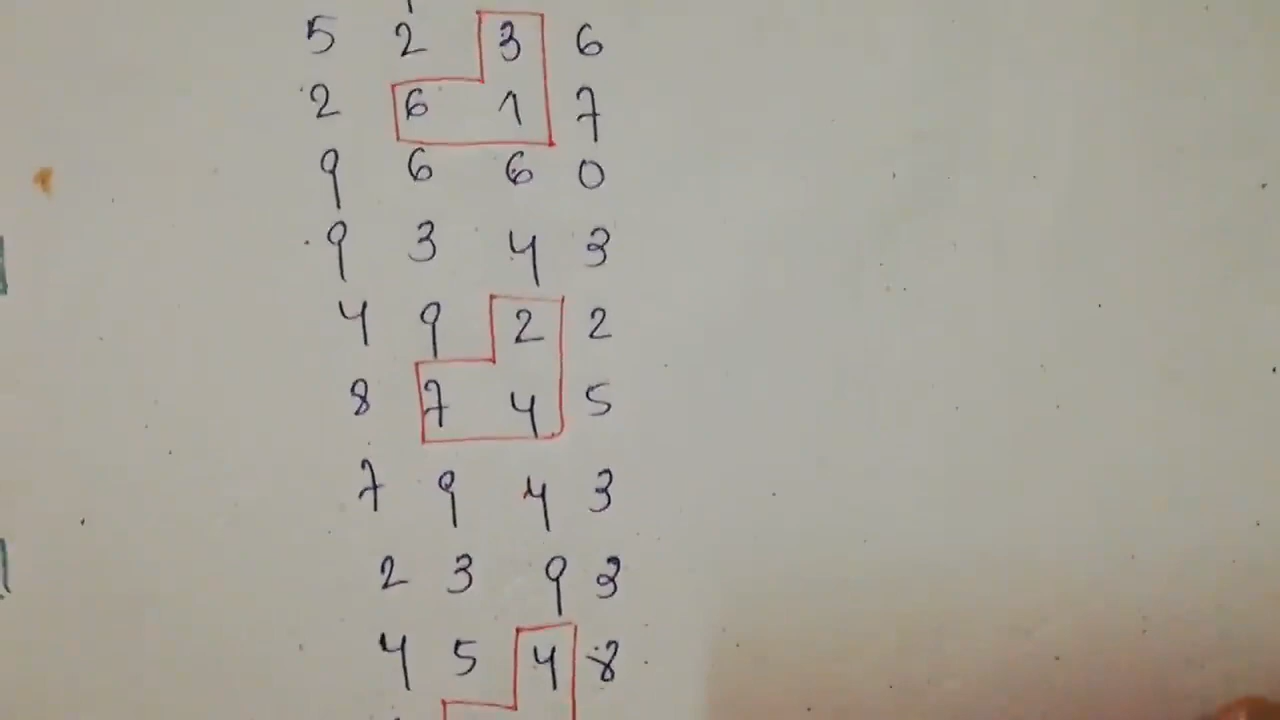 5 2 3 6
2 6 1 7
9 6 6 0
9 3 4 3
4 9 2 2
8 7 4 5
7 9 4 3
2 3 9 3
4 5 4 8